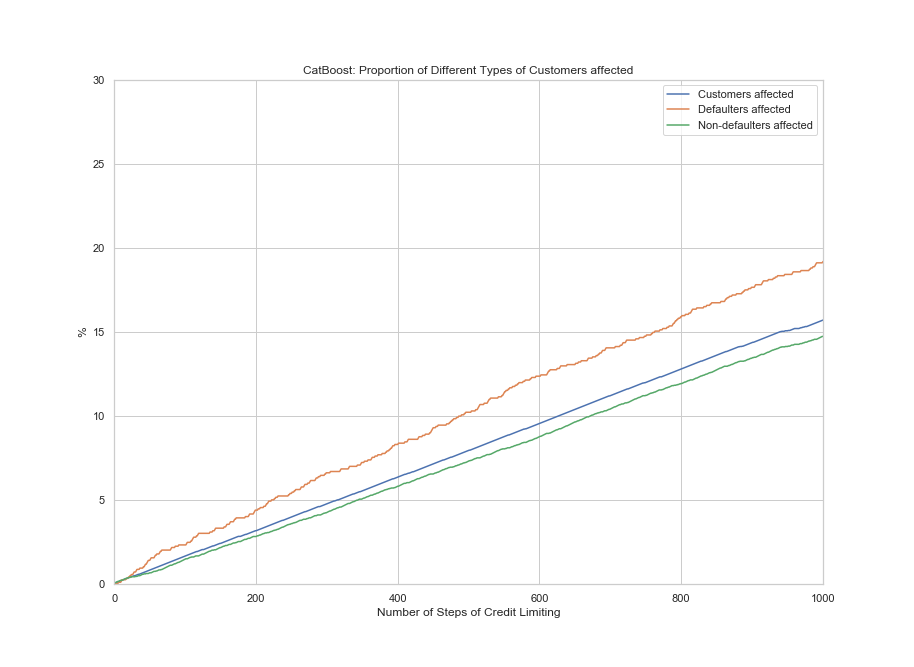 CatBoost: Proportion of Different Types of Customers affected
30
25
20
15
10
5
0
%
Customers affected
Defaulters affected
Non-defaulters affected
0 200 400 600 800 1000
Number of Steps of Credit Limiting